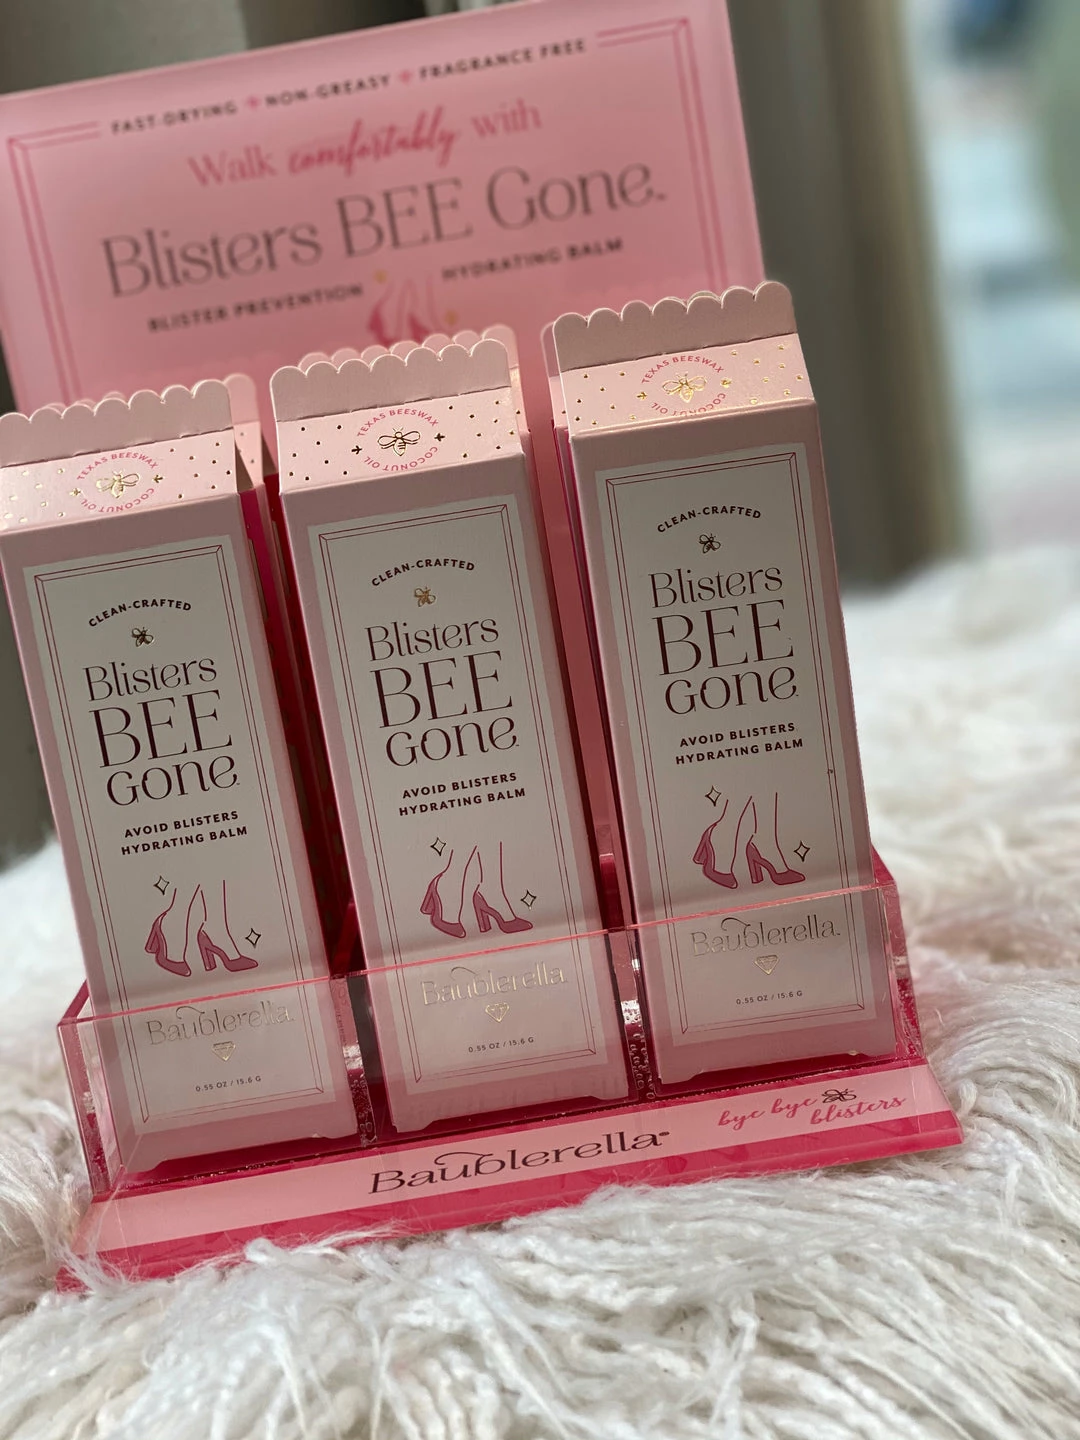 FAST-DRYING + NON-GREASY + FRAGRANCE FREE
Walk comfortably with
Blisters BEE Gone™
BLISTER PREVENTION HYDRATING BALM
TEXAS BEESWAX
COCONUT OIL
CLEAN-CRAFTED
Blisters
BEE
Gone
AVOID BLISTERS
HYDRATING BALM
Baublerella
0.55 OZ / 15.6 G
TEXAS BEESWAX
COCONUT OIL
CLEAN-CRAFTED
Blisters
BEE
Gone
AVOID BLISTERS
HYDRATING BALM
Baublerella
0.55 OZ / 15.6 G
TEXAS BEESWAX
COCONUT OIL
CLEAN-CRAFTED
Blisters
BEE
Gone
AVOID BLISTERS
HYDRATING BALM
Baublerella
0.55 OZ / 15.6 G
Baublerella®
bye bye
blisters